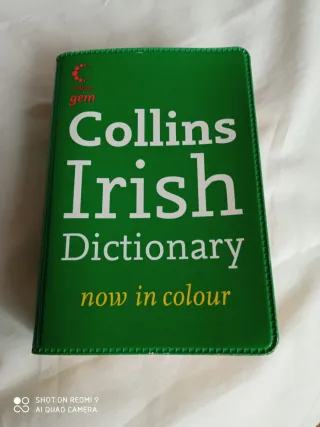 gem
Collins
Irish
Dictionary
now in colour
SHOT ON REDMI 9
AI QUAD CAMERA